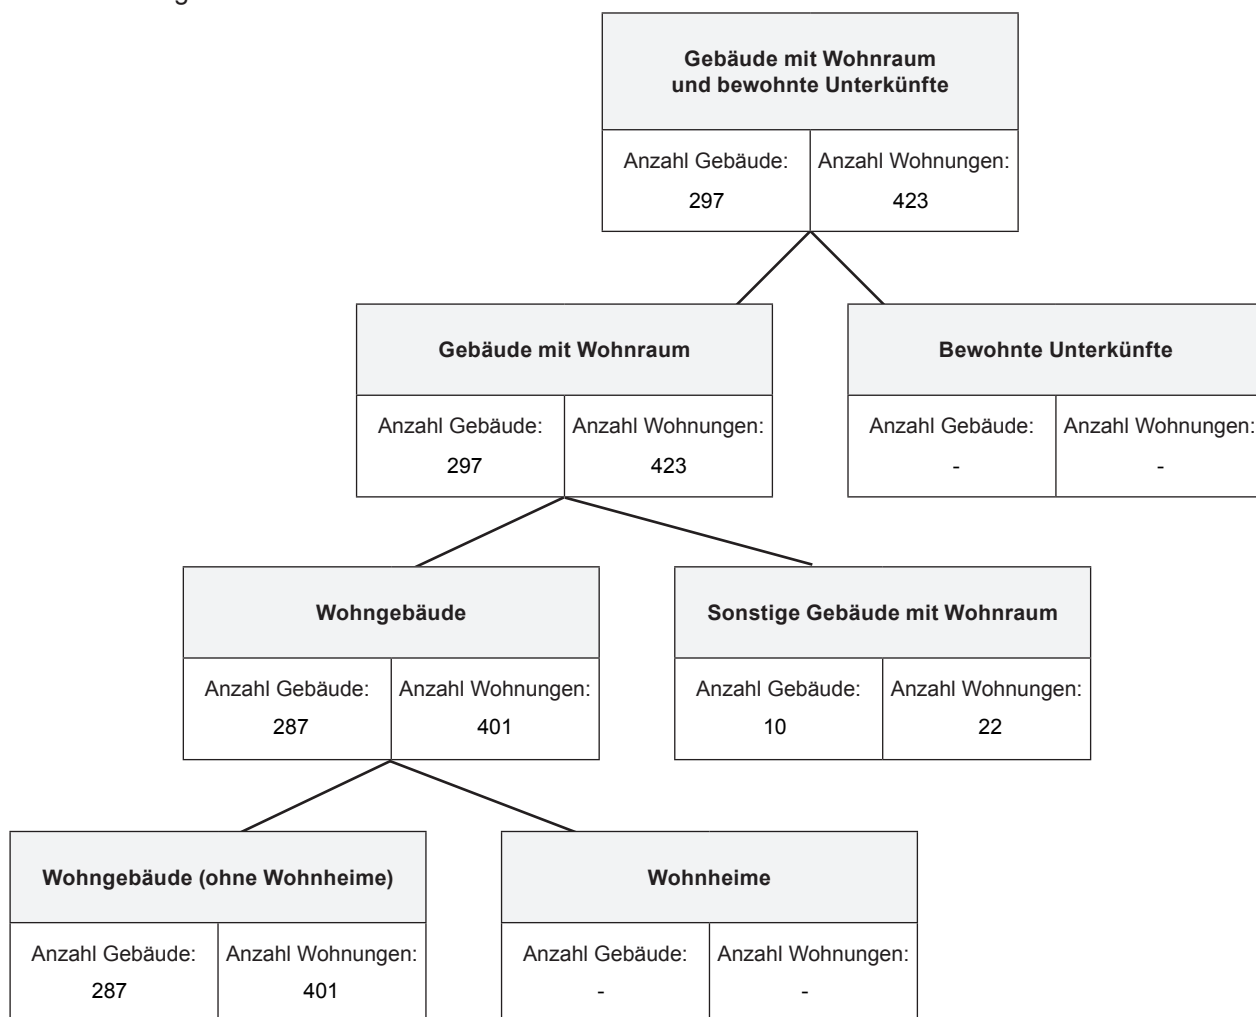 Gebäude mit Wohnraum
und bewohnte Unterkünfte
Anzahl Gebäude: Anzahl Wohnungen:
297 423
Gebäude mit Wohnraum
Anzahl Gebäude: Anzahl Wohnungen:
297 423
Bewohnte Unterkünfte
Anzahl Gebäude: Anzahl Wohnungen:
- -
Wohngebäude
Anzahl Gebäude: Anzahl Wohnungen:
287 401
Sonstige Gebäude mit Wohnraum
Anzahl Gebäude: Anzahl Wohnungen:
10 22
Wohngebäude (ohne Wohnheime)
Anzahl Gebäude: Anzahl Wohnungen:
287 401
Wohnheime
Anzahl Gebäude: Anzahl Wohnungen:
- -